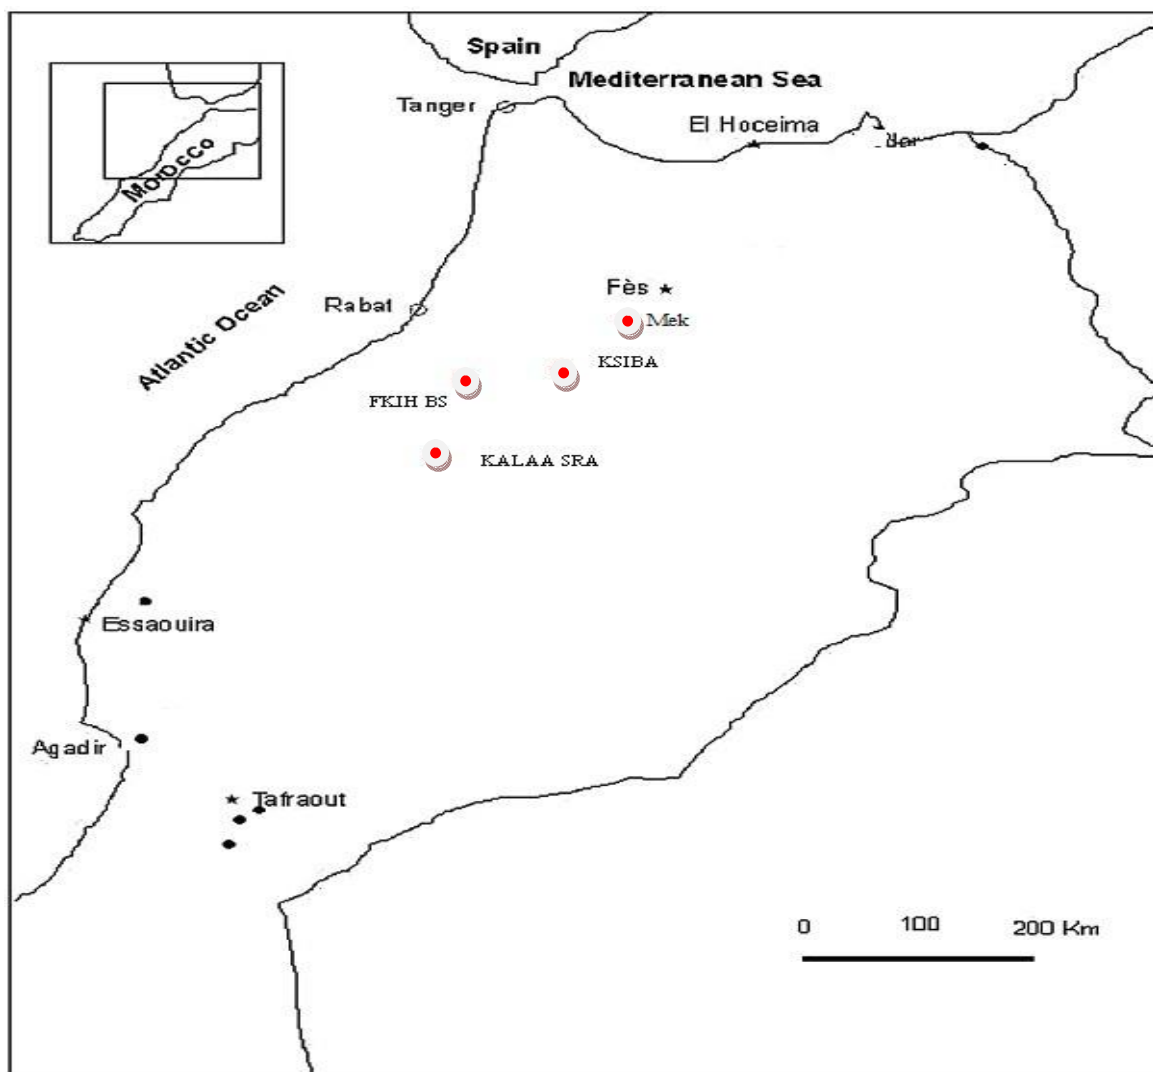 Spain
Mediterranean Sea
Tanger
El Hoceima
Morocco
Atlantic Ocean
Rabat
Fès
Mek
KSIBA
FKIH BS
KALAA SRA
Essaouira
Agadir
Tafraout
0 100 200 Km